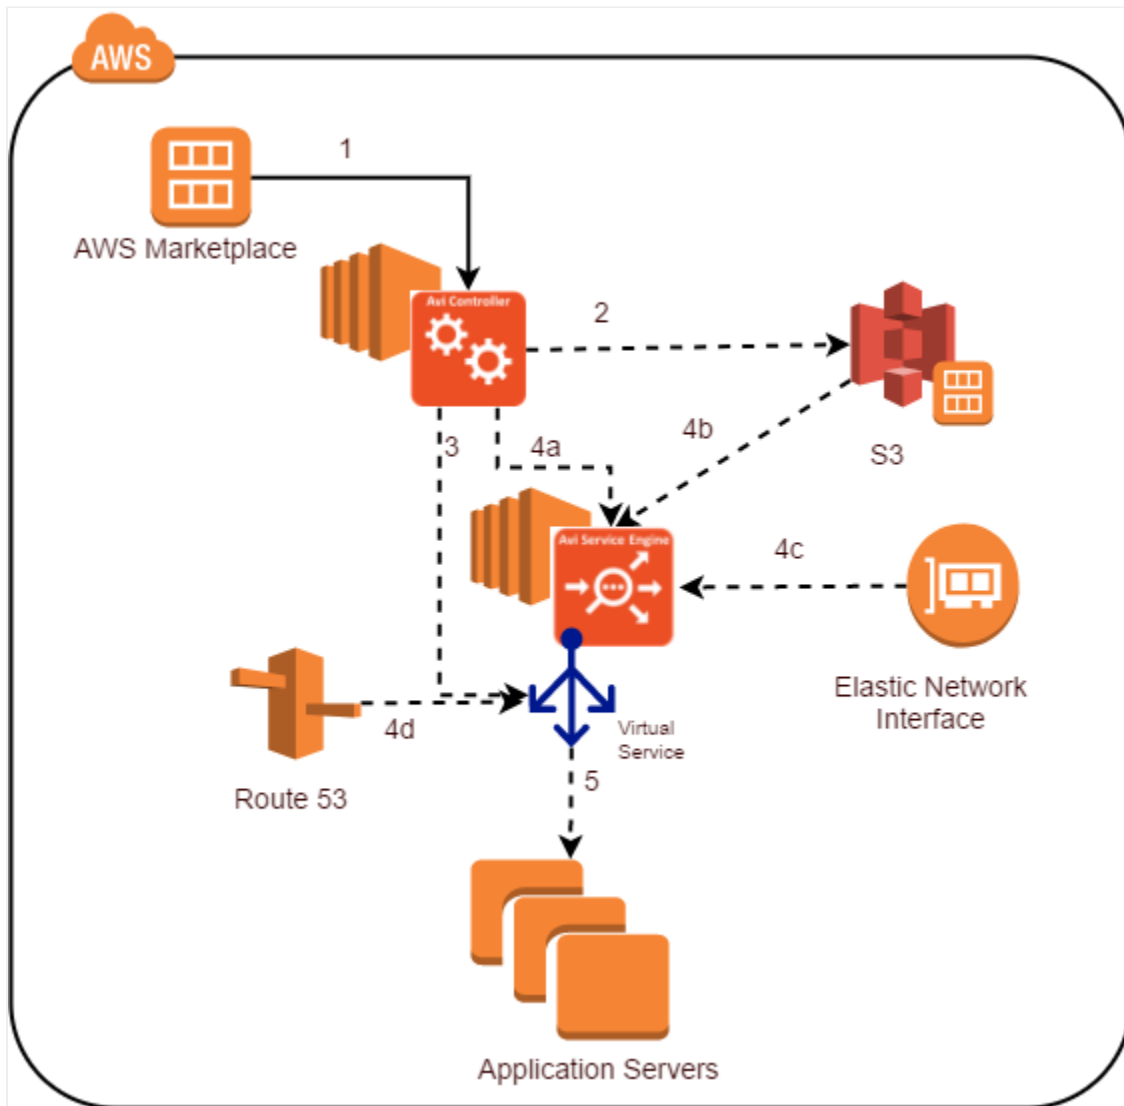 AWS
1
AWS Marketplace
Avi Controller
2
3
4a
4b
S3
Avi Service Engine
4c
Elastic Network
Interface
4d
Virtual
Service
Route 53
5
Application Servers